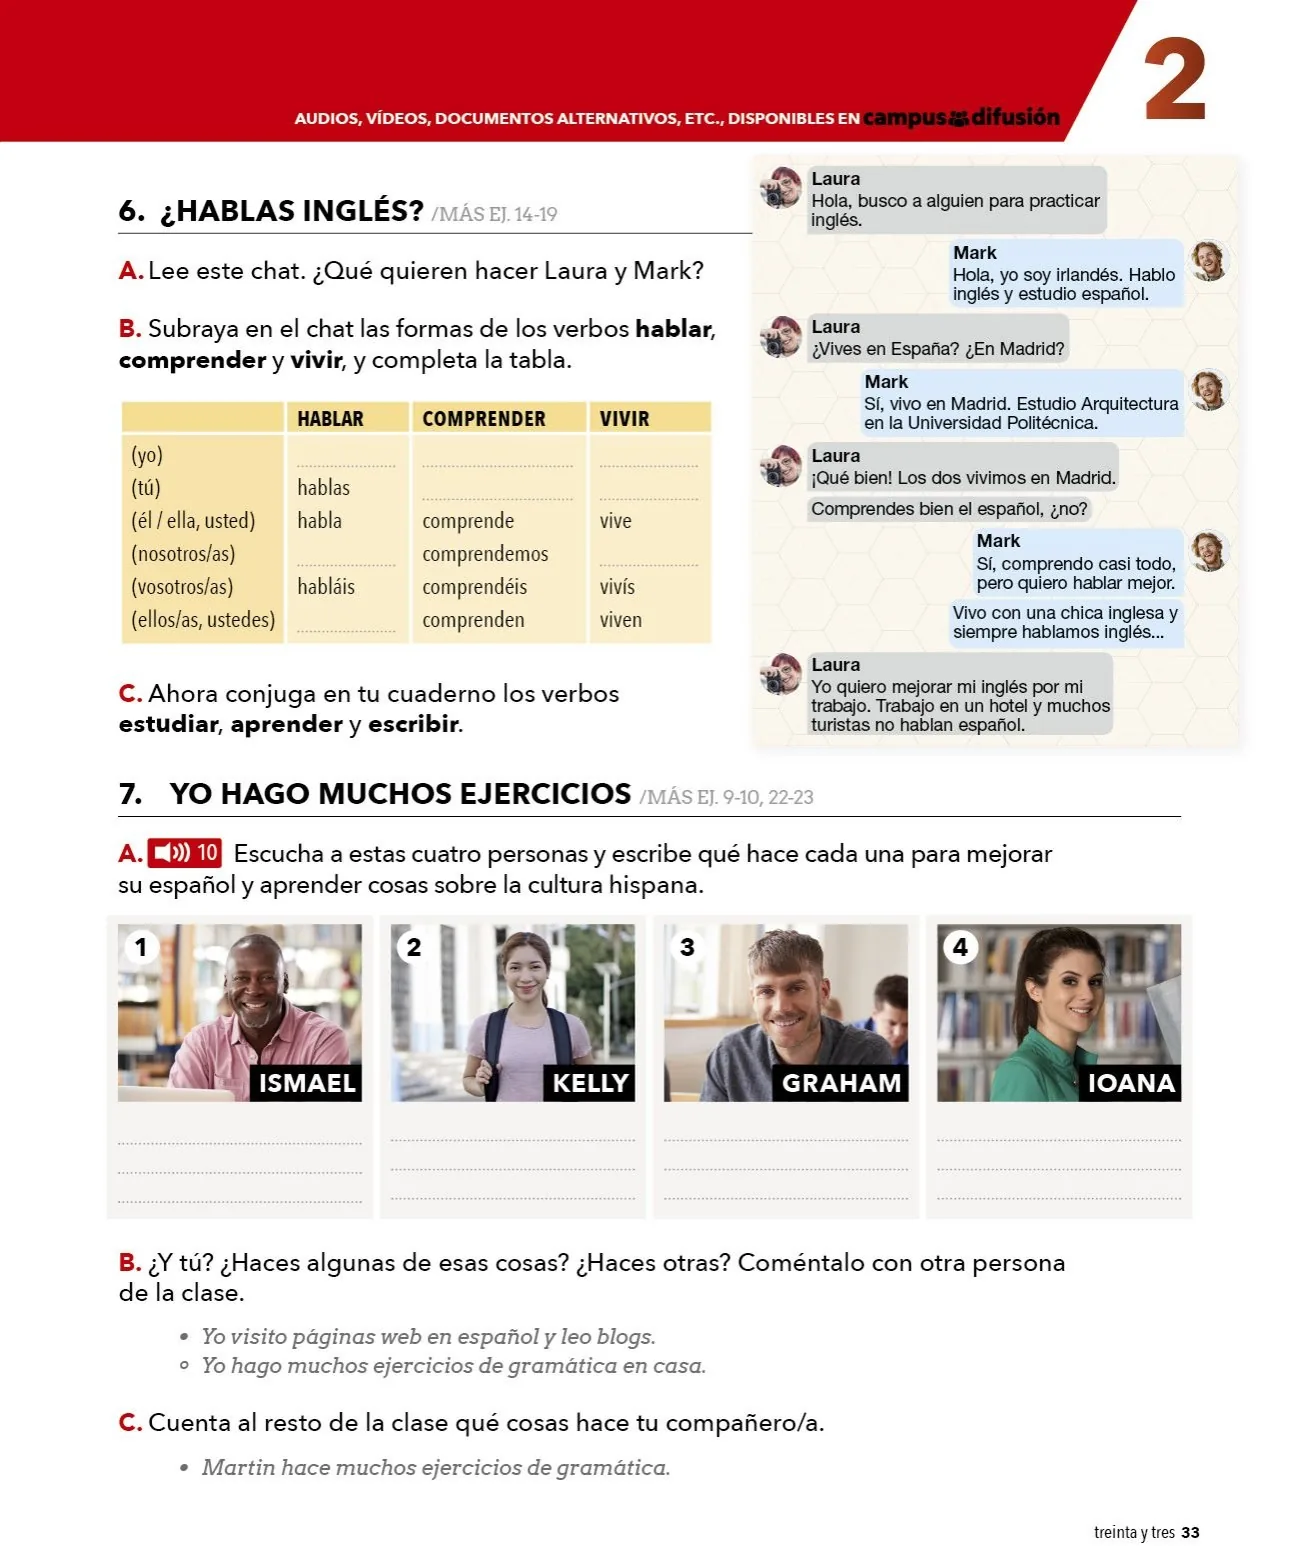 2
AUDIOS, VÍDEOS, DOCUMENTOS ALTERNATIVOS, ETC., DISPONIBLES EN campus difusión
6. ¿HABLAS INGLÉS? /MÁS EJ. 14-19
A. Lee este chat. ¿Qué quieren hacer Laura y Mark?
B. Subraya en el chat las formas de los verbos hablar,
comprender y vivir, y completa la tabla.
HABLAR COMPRENDER VIVIR
(yo)
(tú) hablas
(él / ella, usted) habla comprende vive
(nosotros/as) comprendemos
(vosotros/as) habláis comprendéis vivís
(ellos/as, ustedes) comprenden viven
C. Ahora conjuga en tu cuaderno los verbos
estudiar, aprender y escribir.
Laura
Hola, busco a alguien para practicar
inglés.
Mark
Hola, yo soy irlandés. Hablo
inglés y estudio español.
Laura
¿Vives en España? ¿En Madrid?
Mark
Sí, vivo en Madrid. Estudio Arquitectura
en la Universidad Politécnica.
Laura
¡Qué bien! Los dos vivimos en Madrid.
Comprendes bien el español, ¿no?
Mark
Sí, comprendo casi todo,
pero quiero hablar mejor.
Vivo con una chica inglesa y
siempre hablamos inglés...
Laura
Yo quiero mejorar mi inglés por mi
trabajo. Trabajo en un hotel y muchos
turistas no hablan español.
7. YO HAGO MUCHOS EJERCICIOS /MÁS EJ. 9-10, 22-23
A. 10 Escucha a estas cuatro personas y escribe qué hace cada una para mejorar
su español y aprender cosas sobre la cultura hispana.
1
ISMAEL
2
KELLY
3
GRAHAM
4
IOANA
B. ¿Y tú? ¿Haces algunas de esas cosas? ¿Haces otras? Coméntalo con otra persona
de la clase.
• Yo visito páginas web en español y leo blogs.
○ Yo hago muchos ejercicios de gramática en casa.
C. Cuenta al resto de la clase qué cosas hace tu compañero/a.
• Martin hace muchos ejercicios de gramática.
treinta y tres 33